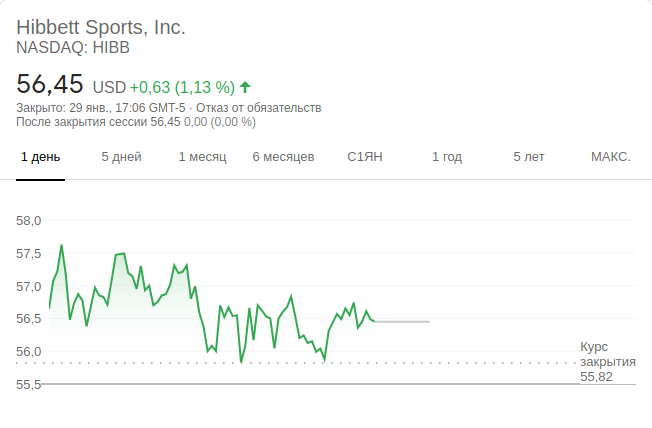 Hibbett Sports, Inc.
NASDAQ: HIBB
56,45 USD +0,63 (1,13 %)
Закрыто: 29 янв., 17:06 GMT-5 · Отказ от обязательств
После закрытия сессии 56,45 0,00 (0,00 %)
1 день 5 дней 1 месяц 6 месяцев С1ЯН 1 год 5 лет МАКС.
58,0
57,5
57,0
56,5
56,0
55,5
Курс
закрытия
55,82